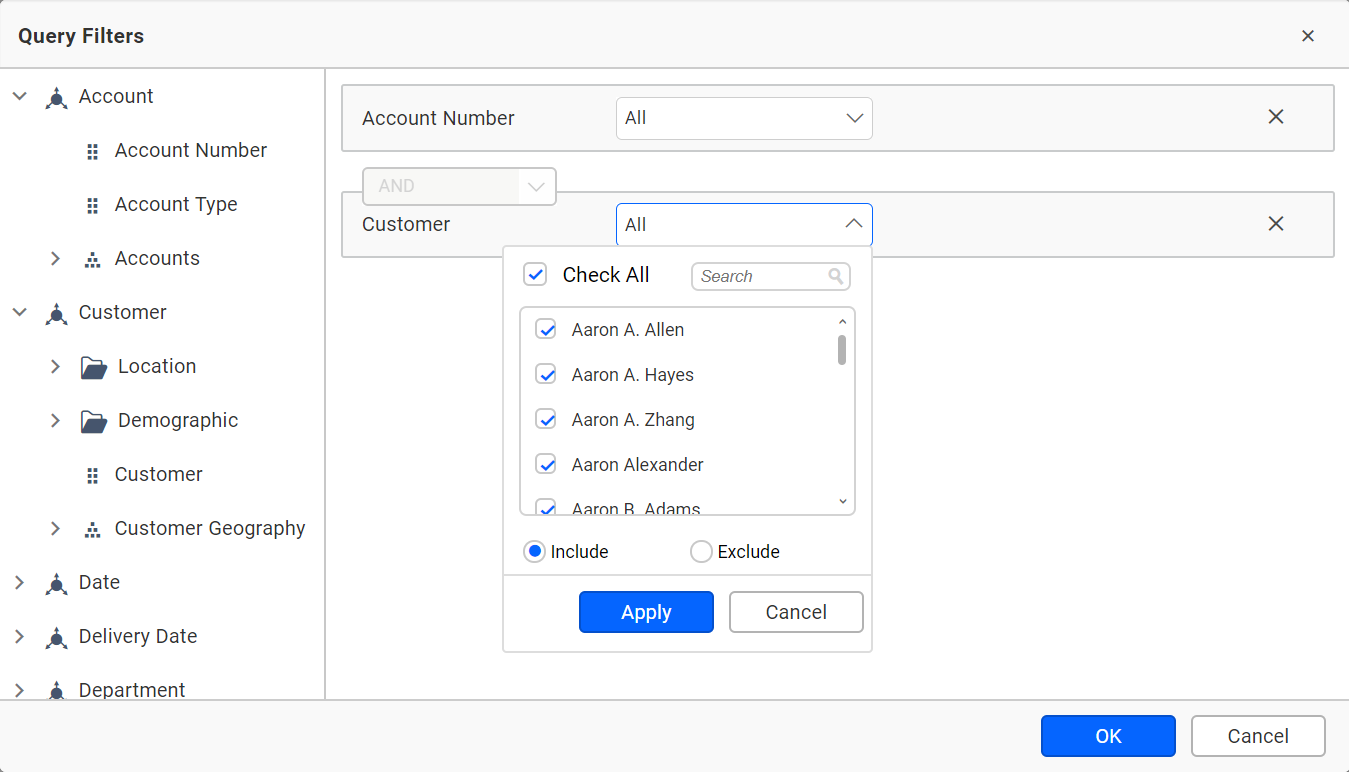 Query Filters
Account
Account Number
Account Type
Accounts
Customer
Location
Demographic
Customer
Customer Geography
Date
Delivery Date
Department
Account Number All
AND
Customer All
Check All Search
Aaron A. Allen
Aaron A. Hayes
Aaron A. Zhang
Aaron Alexander
Aaron B. Adams
Include Exclude
Apply Cancel
OK Cancel